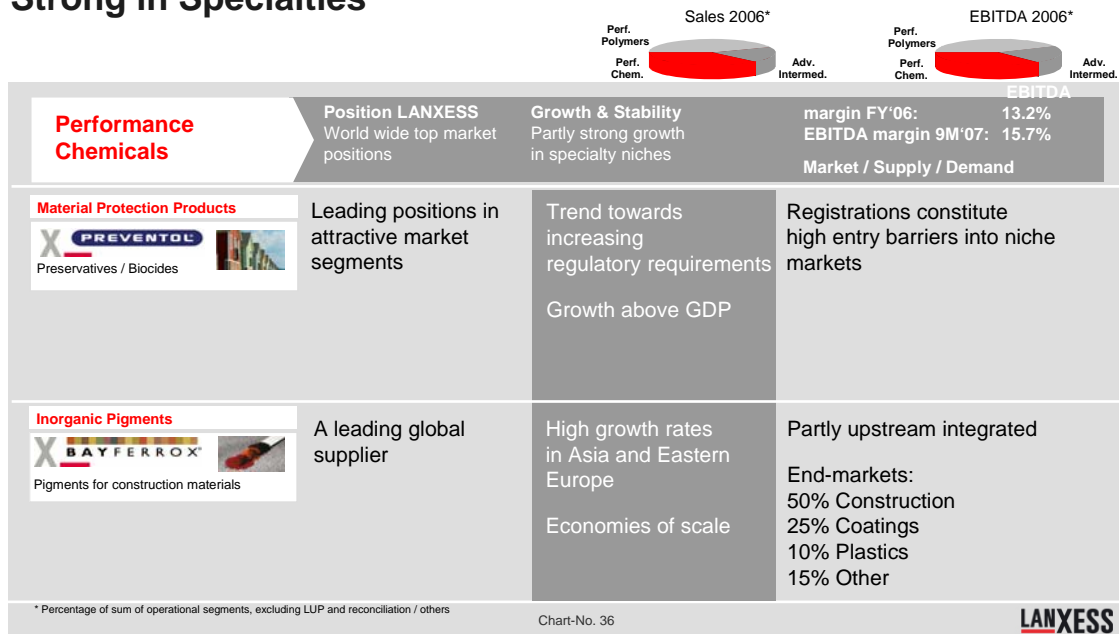 Strong in Specialties
Sales 2006*
Perf.
Polymers
Perf.
Chem.
Adv.
Intermed.
EBITDA 2006*
Perf.
Polymers
Perf.
Chem.
Adv.
Intermed.
Performance
Chemicals
Position LANXESS
World wide top market
positions
Growth & Stability
Partly strong growth
in specialty niches
EBITDA
margin FY‘06: 13.2%
EBITDA margin 9M‘07: 15.7%
Market / Supply / Demand
Material Protection Products
X PREVENTOL
Preservatives / Biocides
Leading positions in
attractive market
segments
Trend towards
increasing
regulatory requirements
Growth above GDP
Registrations constitute
high entry barriers into niche
markets
Inorganic Pigments
X BAYFERROX
Pigments for construction materials
A leading global
supplier
High growth rates
in Asia and Eastern
Europe
Economies of scale
Partly upstream integrated
End-markets:
50% Construction
25% Coatings
10% Plastics
15% Other
* Percentage of sum of operational segments, excluding LUP and reconciliation / others
Chart-No. 36
LANXESS